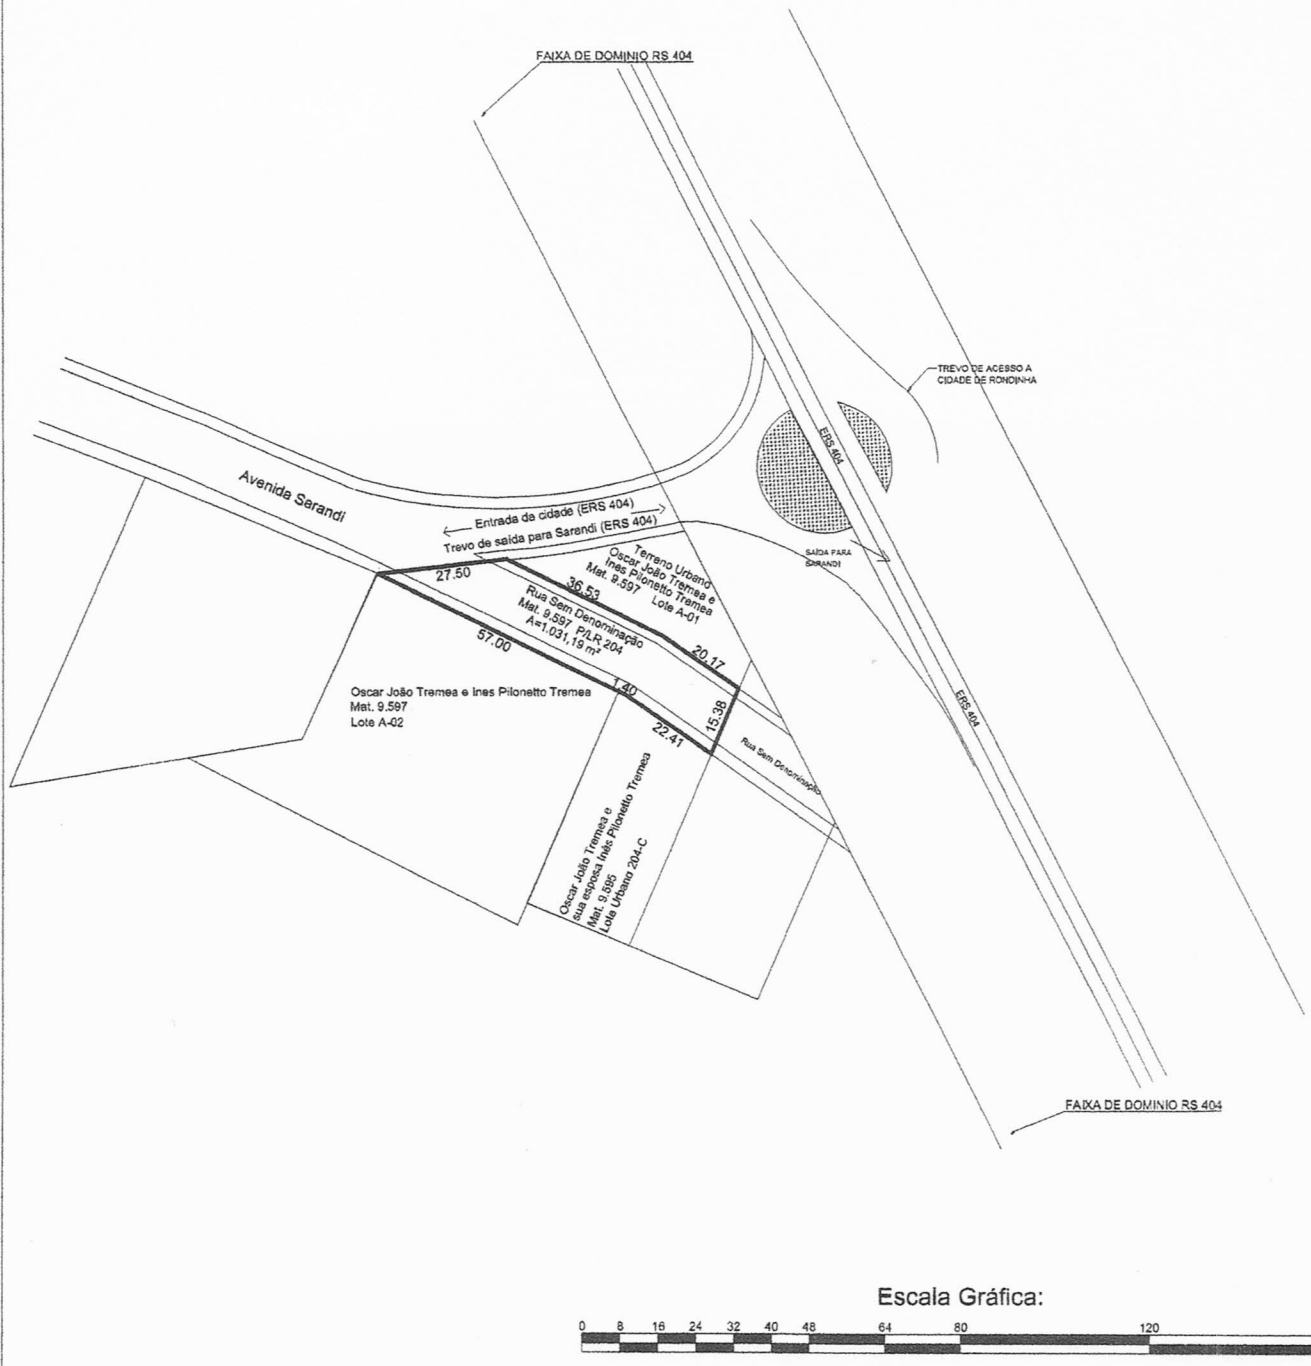 FAIXA DE DOMINIO RS 404
TREVO DE ACESSO A
CIDADE DE RONDINHA
ERS 404
Avenida Sarandi
Entrada da cidade (ERS 404)
Trevo de saída para Sarandi (ERS 404)
SAÍDA PARA
SARANDI
Terreno Urbano
Oscar João Tremea e
Ines Pilonetto Tremea
Mat. 9.597 Lote A-01
27.50
36.53
Rua Sem Denominação
Mat. 9.597 P/LR 204
A=1.031,19 m²
57.00
20.17
1.40
15.38
22.41
Oscar João Tremea e Ines Pilonetto Tremea
Mat. 9.597
Lote A-02
Rua Sem Denominação
ERS 404
Oscar João Tremea e
sua esposa Inês Pilonetto Tremea
Mat. 9.595
Lote Urbano 204-C
FAIXA DE DOMINIO RS 404
Escala Gráfica:
0 8 16 24 32 40 48 64 80 120